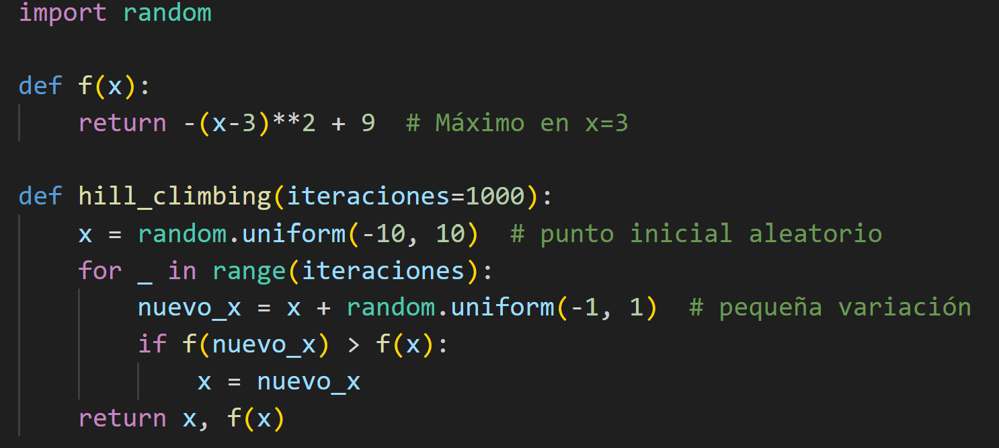 import random
def f(x):
    return -(x-3)**2 + 9  # Máximo en x=3
def hill_climbing(iteraciones=1000):
    x = random.uniform(-10, 10)  # punto inicial aleatorio
    for _ in range(iteraciones):
        nuevo_x = x + random.uniform(-1, 1)  # pequeña variación
        if f(nuevo_x) > f(x):
            x = nuevo_x
    return x, f(x)